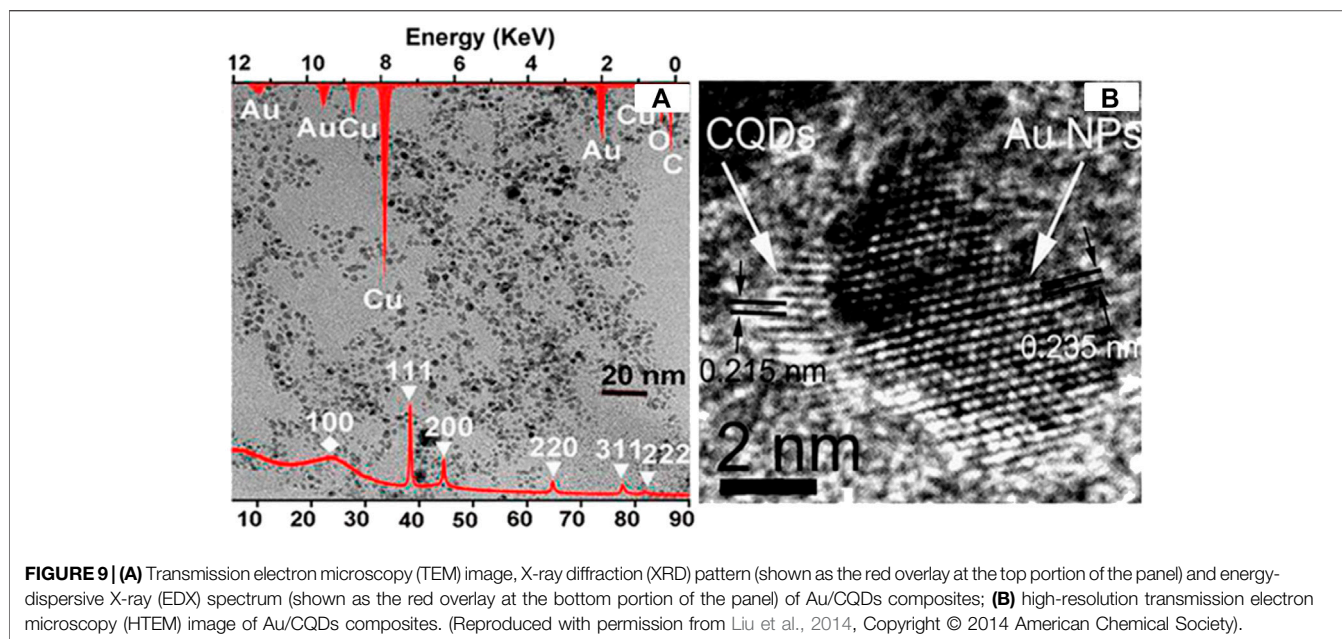 Energy (KeV)
12 10 8 6 4 2 0
A
B
Au
Au
Cu
Cu
Au
Cu
O
C
CQDs
Au NPs
20 nm
100
111
200
220
311
222
10 20 30 40 50 60 70 80 90
0.215 nm
0.235 nm
2 nm
FIGURE 9 | (A) Transmission electron microscopy (TEM) image, X-ray diffraction (XRD) pattern (shown as the red overlay at the top portion of the panel) and energy-
dispersive X-ray (EDX) spectrum (shown as the red overlay at the bottom portion of the panel) of Au/CQDs composites; (B) high-resolution transmission electron
microscopy (HTEM) image of Au/CQDs composites. (Reproduced with permission from Liu et al., 2014, Copyright © 2014 American Chemical Society).